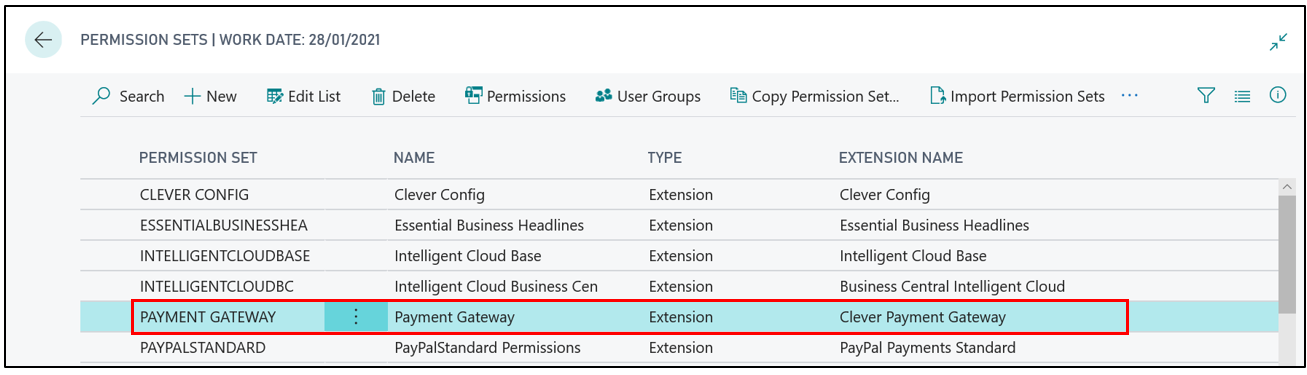 PERMISSION SETS | WORK DATE: 28/01/2021
Search New Edit List Delete Permissions User Groups Copy Permission Set... Import Permission Sets ...
PERMISSION SET NAME TYPE EXTENSION NAME
CLEVER CONFIG Clever Config Extension Clever Config
ESSENTIALBUSINESSHEA Essential Business Headlines Extension Essential Business Headlines
INTELLIGENTCLOUDBASE Intelligent Cloud Base Extension Intelligent Cloud Base
INTELLIGENTCLOUDBC Intelligent Cloud Business Cen Extension Business Central Intelligent Cloud
PAYMENT GATEWAY Payment Gateway Extension Clever Payment Gateway
PAYPALSTANDARD PayPalStandard Permissions Extension PayPal Payments Standard